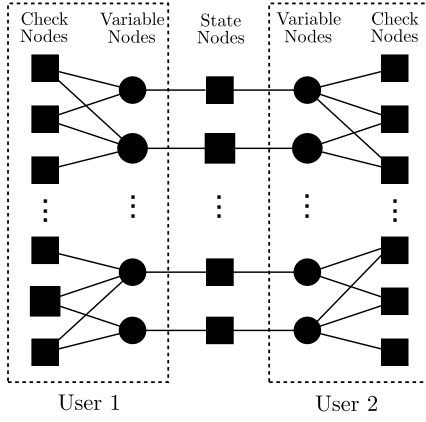 Check
Nodes
Variable
Nodes
State
Nodes
Variable
Nodes
Check
Nodes
User 1
User 2